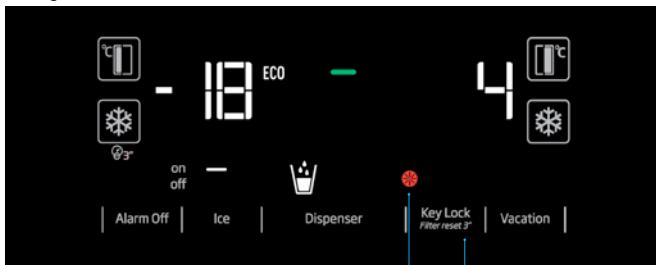 °C °C
-18 ECO 4
3"
on
off
Alarm Off Ice Dispenser Key Lock Vacation
Filter reset 3"